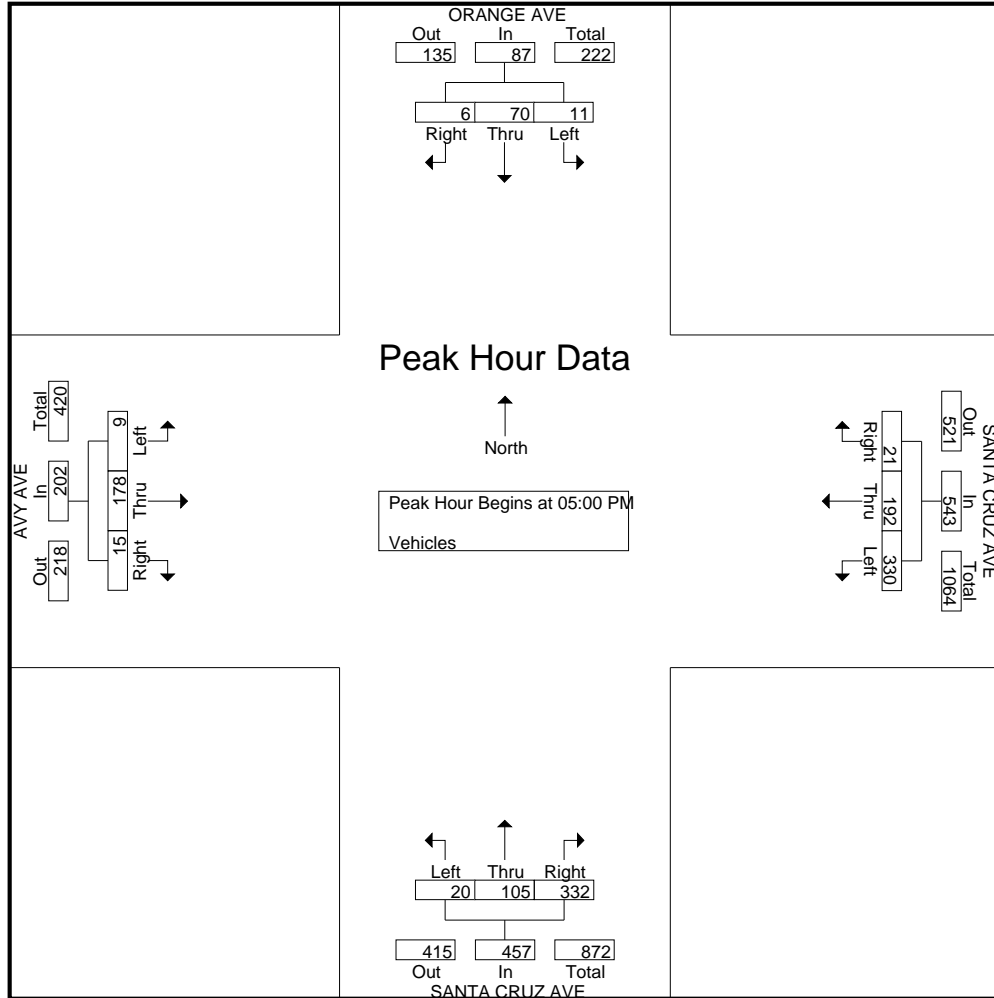 ORANGE AVE
Out In Total
135 87 222
6 70 11
Right Thru Left
Peak Hour Data
North
Peak Hour Begins at 05:00 PM
Vehicles
AVY AVE
Out In Total
218 202 420
15 178 9
Right Thru Left
SANTA CRUZ AVE
Out In Total
521 543 1064
21 192 330
Right Thru Left
Left Thru Right
20 105 332
415 457 872
Out In Total
SANTA CRUZ AVE